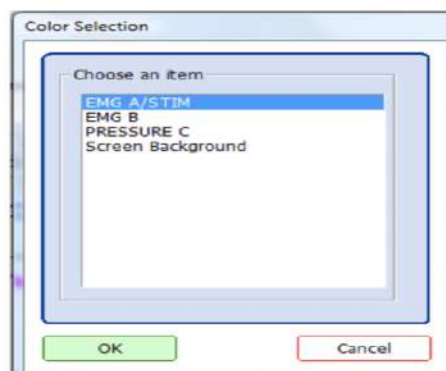 Color Selection
Choose an item
EMG A/STIM
EMG B
PRESSURE C
Screen Background
OK
Cancel